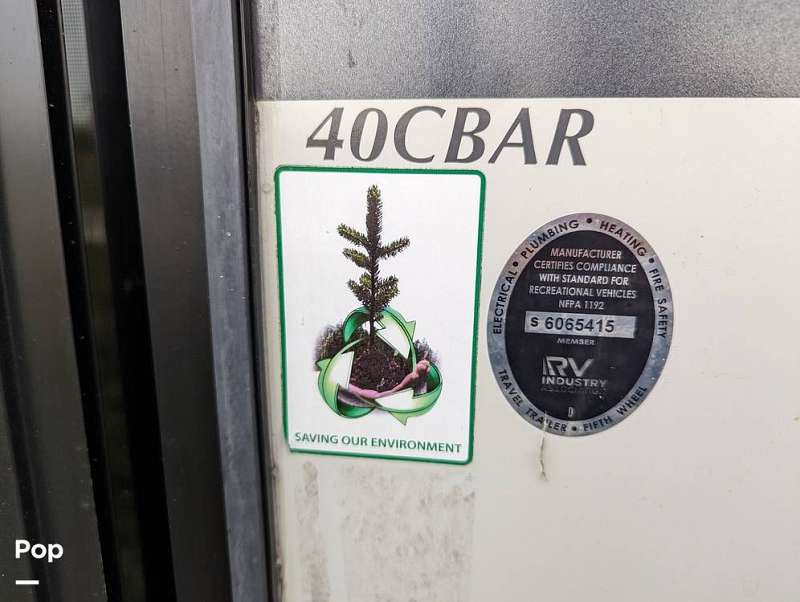 40CBAR
SAVING OUR ENVIRONMENT
ELECTRICAL • PLUMBING • HEATING • FIRE SAFETY
MANUFACTURER
CERTIFIES COMPLIANCE
WITH STANDARD FOR
RECREATIONAL VEHICLES
NFPA 1192
S 6065415
MEMBER
RV
INDUSTRY
ASSOCIATION
D
TRAVEL TRAILER • FIFTH WHEEL
Pop